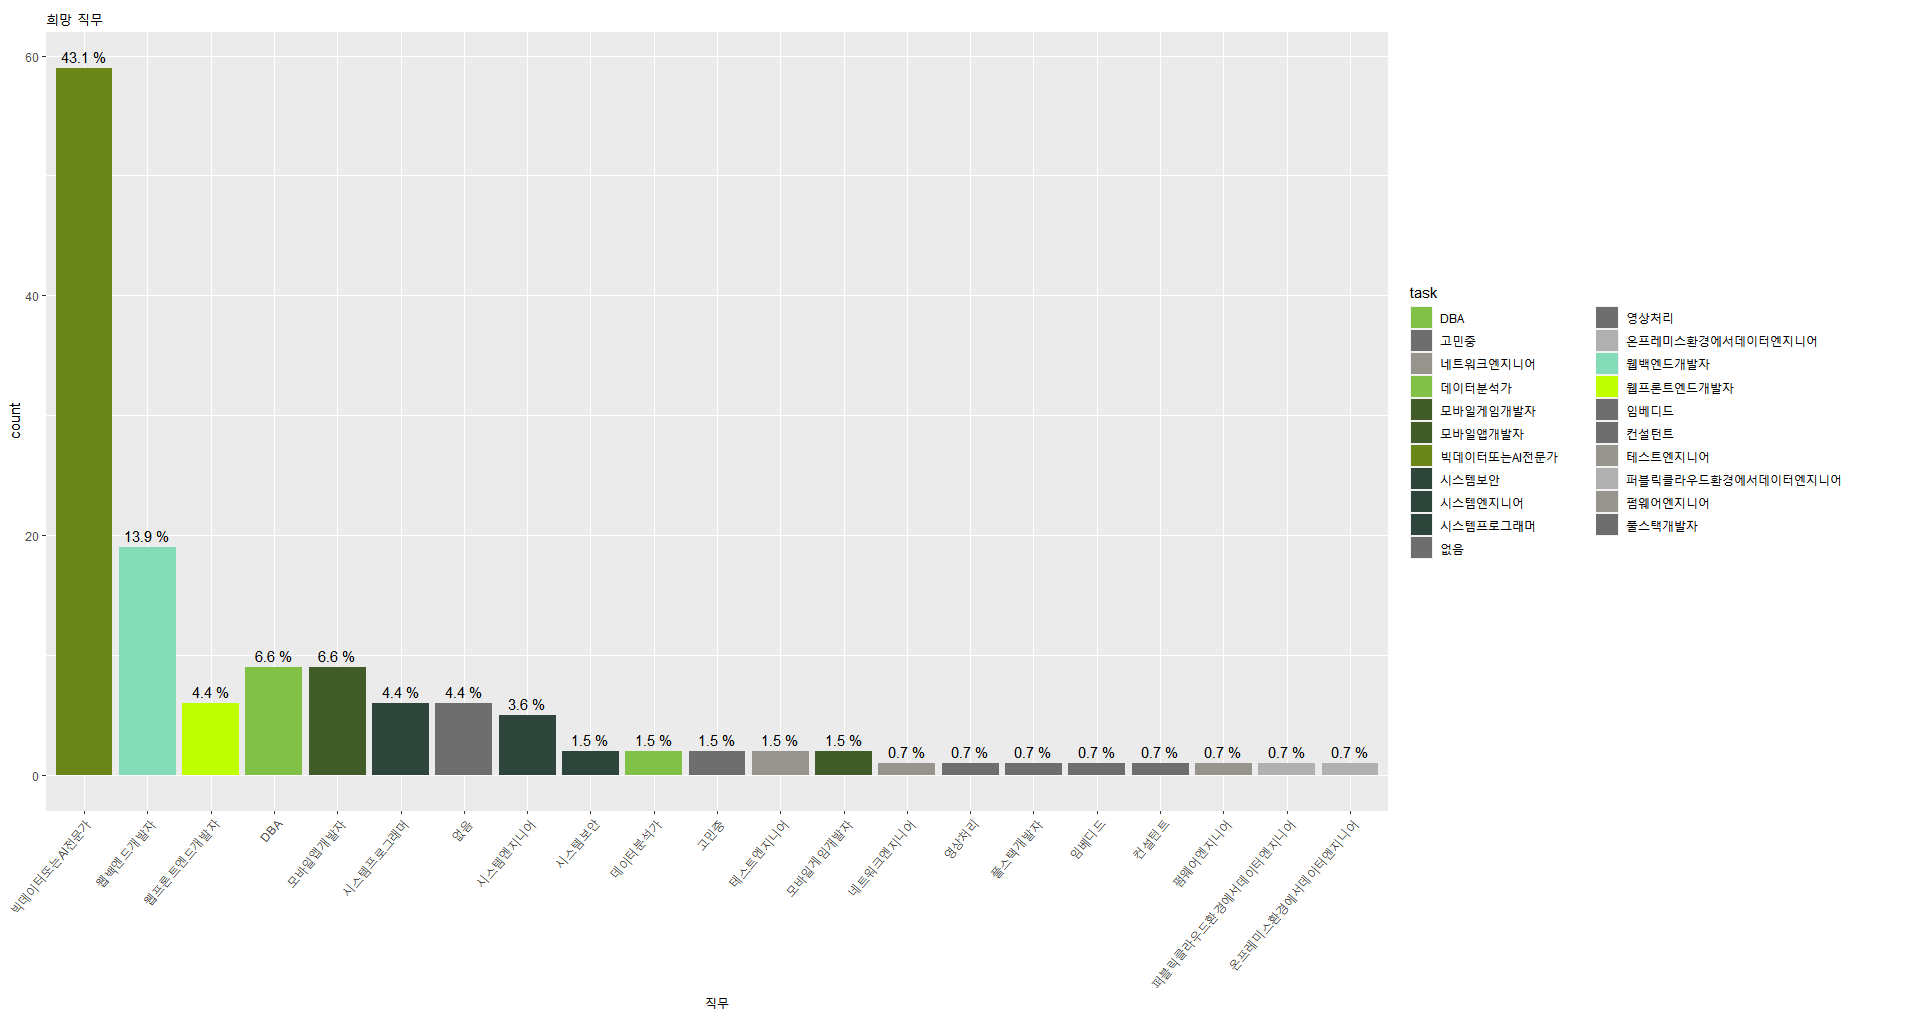 희망 직무
count
60
40
20
0
43.1 %
13.9 %
4.4 %
6.6 %
6.6 %
4.4 %
4.4 %
3.6 %
1.5 %
1.5 %
1.5 %
1.5 %
1.5 %
0.7 %
0.7 %
0.7 %
0.7 %
0.7 %
0.7 %
0.7 %
0.7 %
빅데이터또는AI전문가
웹백엔드개발자
웹프론트엔드개발자
DBA
모바일앱개발자
시스템프로그래머
없음
시스템엔지니어
시스템보안
데이터분석가
고민중
테스트엔지니어
모바일게임개발자
네트워크엔지니어
영상처리
풀스택개발자
임베디드
컨설턴트
펌웨어엔지니어
퍼블릭클라우드환경에서데이터엔지니어
온프레미스환경에서데이터엔지니어
직무
task
DBA
고민중
네트워크엔지니어
데이터분석가
모바일게임개발자
모바일앱개발자
빅데이터또는AI전문가
시스템보안
시스템엔지니어
시스템프로그래머
없음
영상처리
온프레미스환경에서데이터엔지니어
웹백엔드개발자
웹프론트엔드개발자
임베디드
컨설턴트
테스트엔지니어
퍼블릭클라우드환경에서데이터엔지니어
펌웨어엔지니어
풀스택개발자